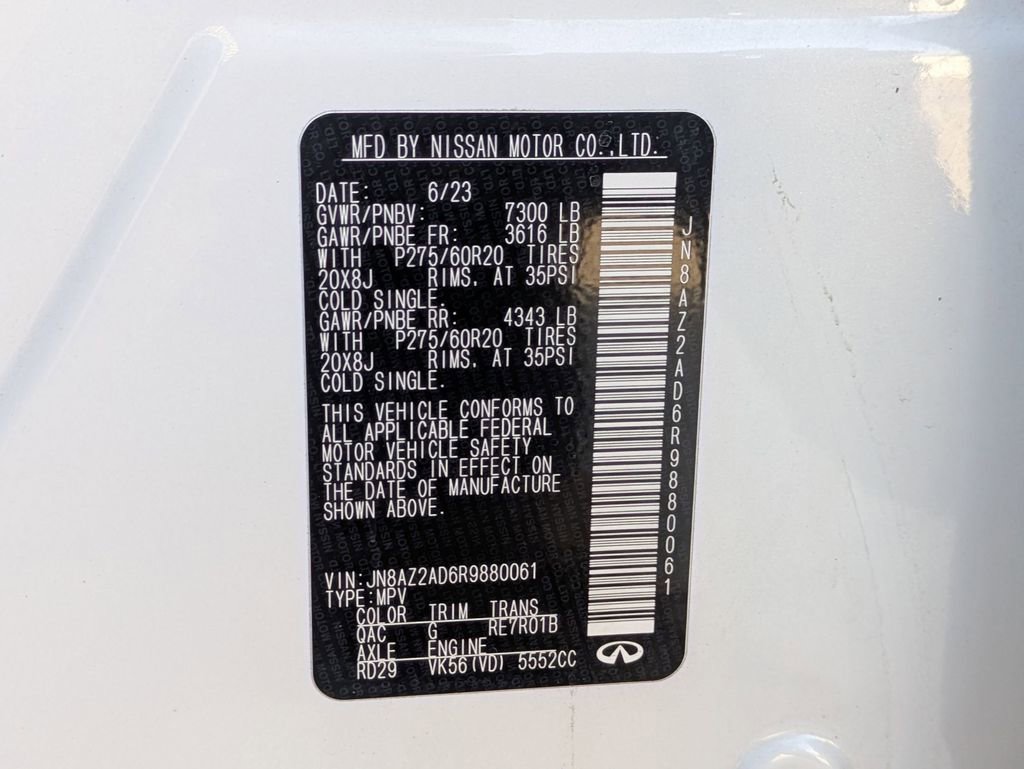 MFD BY NISSAN MOTOR CO.,LTD.
DATE: 6/23
GVWR/PNBV: 7300 LB
GAWR/PNBE FR: 3616 LB
WITH P275/60R20 TIRES
20X8J RIMS. AT 35PSI
COLD SINGLE.
GAWR/PNBE RR: 4343 LB
WITH P275/60R20 TIRES
20X8J RIMS. AT 35PSI
COLD SINGLE.
THIS VEHICLE CONFORMS TO
ALL APPLICABLE FEDERAL
MOTOR VEHICLE SAFETY
STANDARDS IN EFFECT ON
THE DATE OF MANUFACTURE
SHOWN ABOVE.
VIN:JN8AZ2AD6R9880061
TYPE:MPV
COLOR TRIM TRANS
QAC G RE7R01B
AXLE ENGINE
RD29 VK56(VD) 5552CC
JN8AZ2AD6R9880061